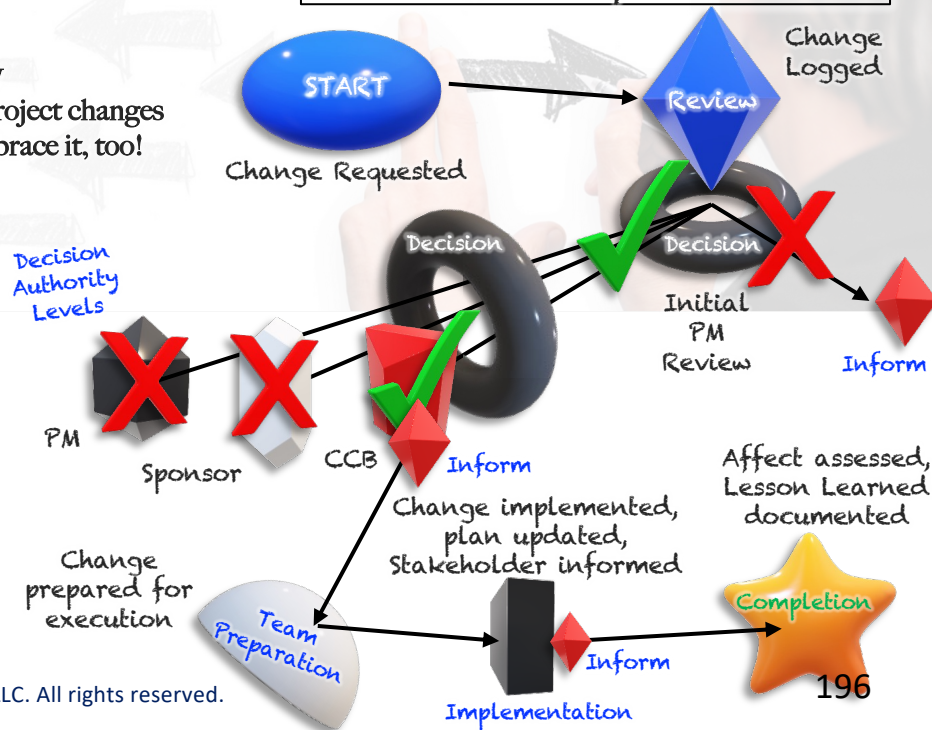 roject changes
brace it, too!
START
Change Requested
Review
Change
Logged
Decision
Initial
PM
Review
Inform
Decision
Decision
Authority
Levels
PM
Sponsor
CCB
Inform
Change implemented,
plan updated,
Stakeholder informed
Affect assessed,
Lesson Learned
documented
Change
prepared for
execution
Team
Preparation
Inform
Implementation
Completion
LC. All rights reserved.
196